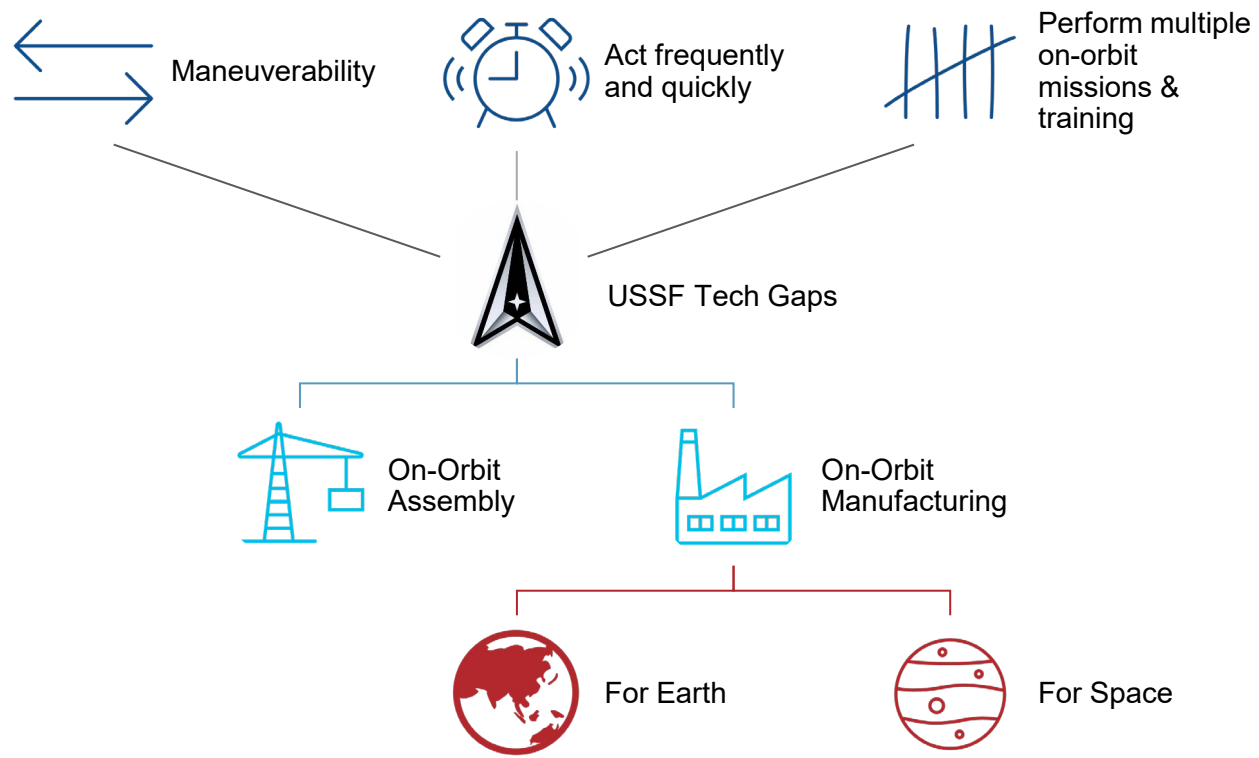 Maneuverability
Act frequently
and quickly
Perform multiple
on-orbit
missions &
training
USSF Tech Gaps
On-Orbit
Assembly
On-Orbit
Manufacturing
For Earth
For Space